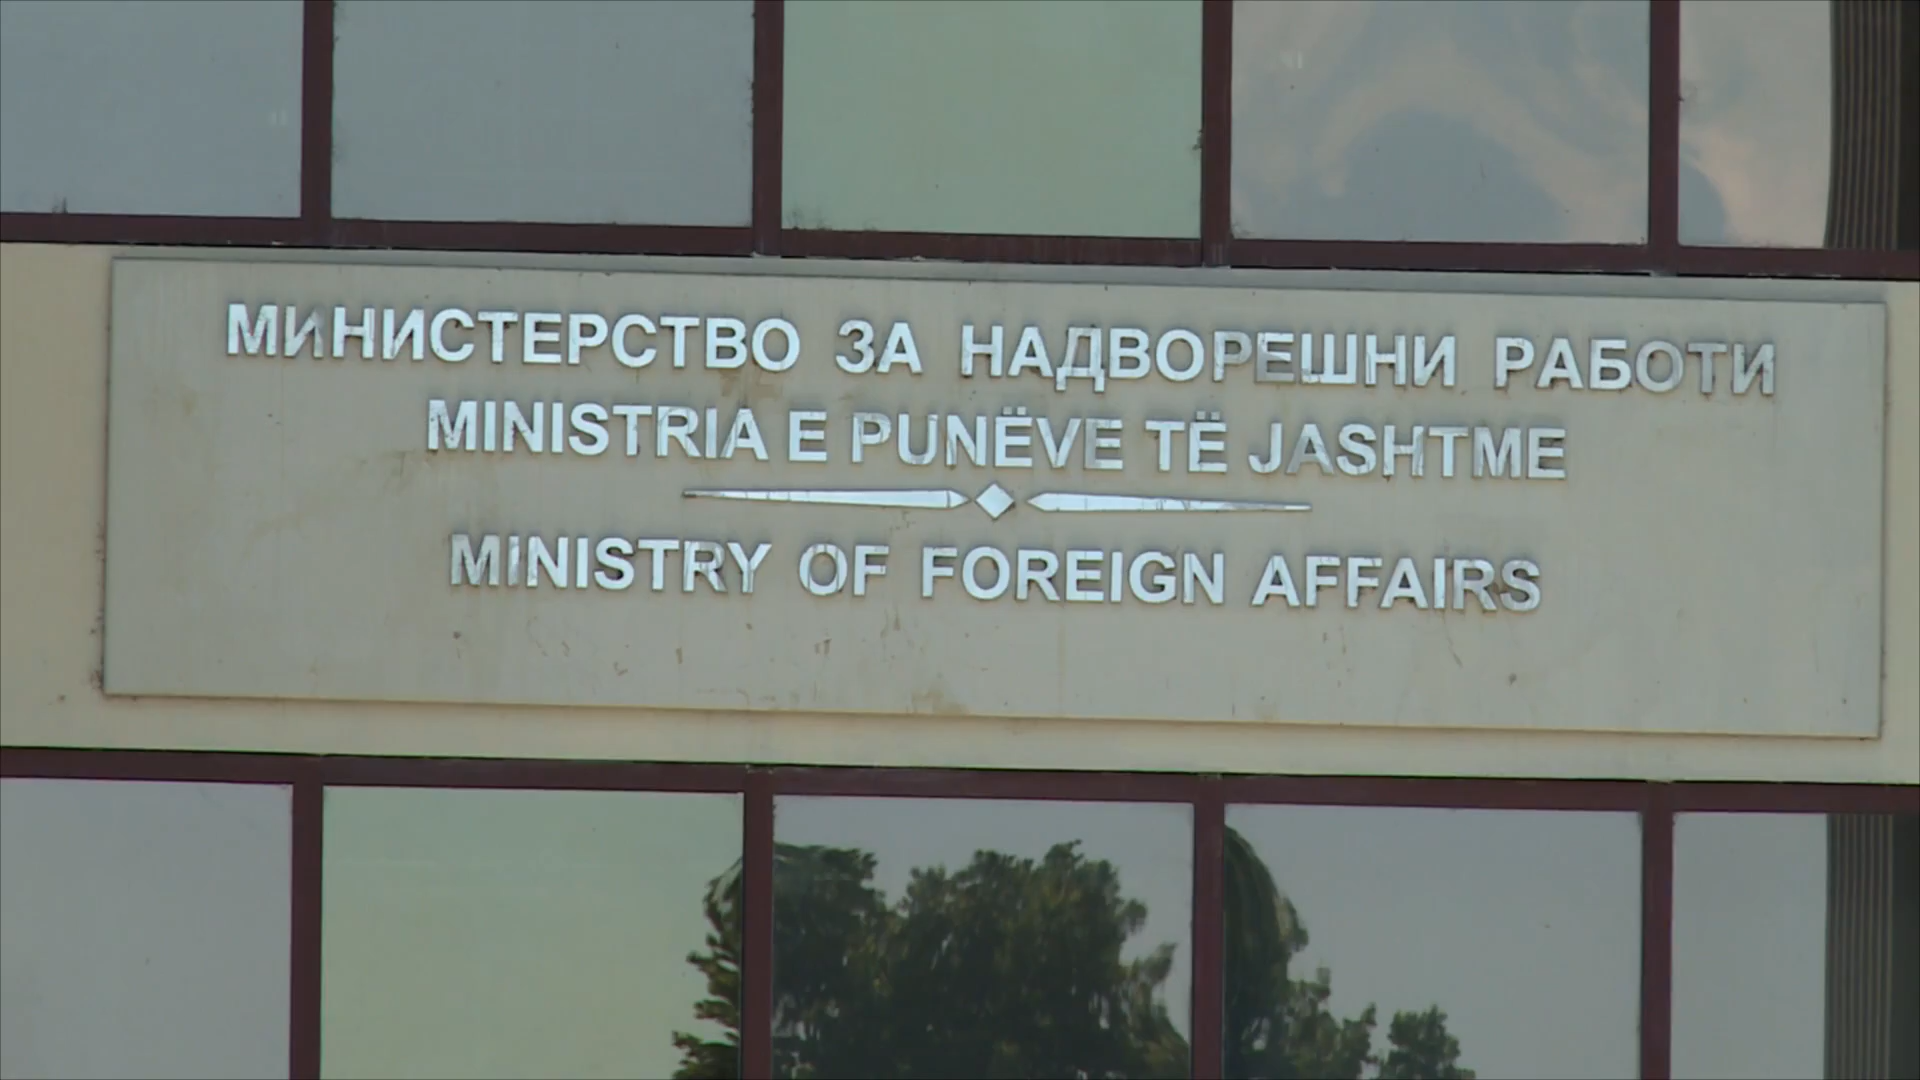 МИНИСТЕРСТВО ЗА НАДВОРЕШНИ РАБОТИ
MINISTRIA E PUNËVE TË JASHTME
MINISTRY OF FOREIGN AFFAIRS